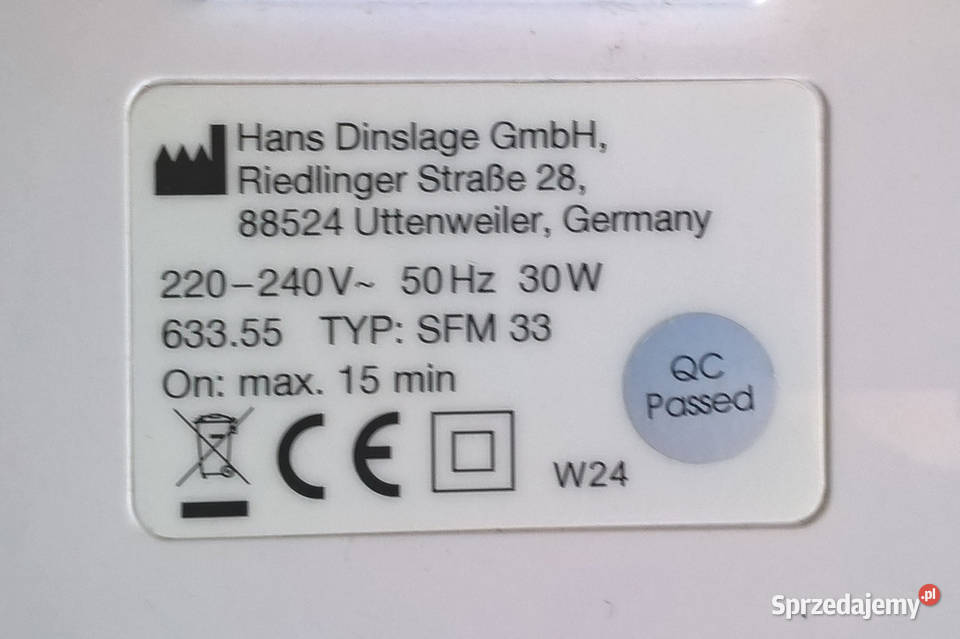 Hans Dinslage GmbH,
Riedlinger Straße 28,
88524 Uttenweiler, Germany
220–240V~ 50Hz 30W
633.55 TYP: SFM 33
On: max. 15 min
CE
W24
QC
Passed
Sprzedajemy.pl